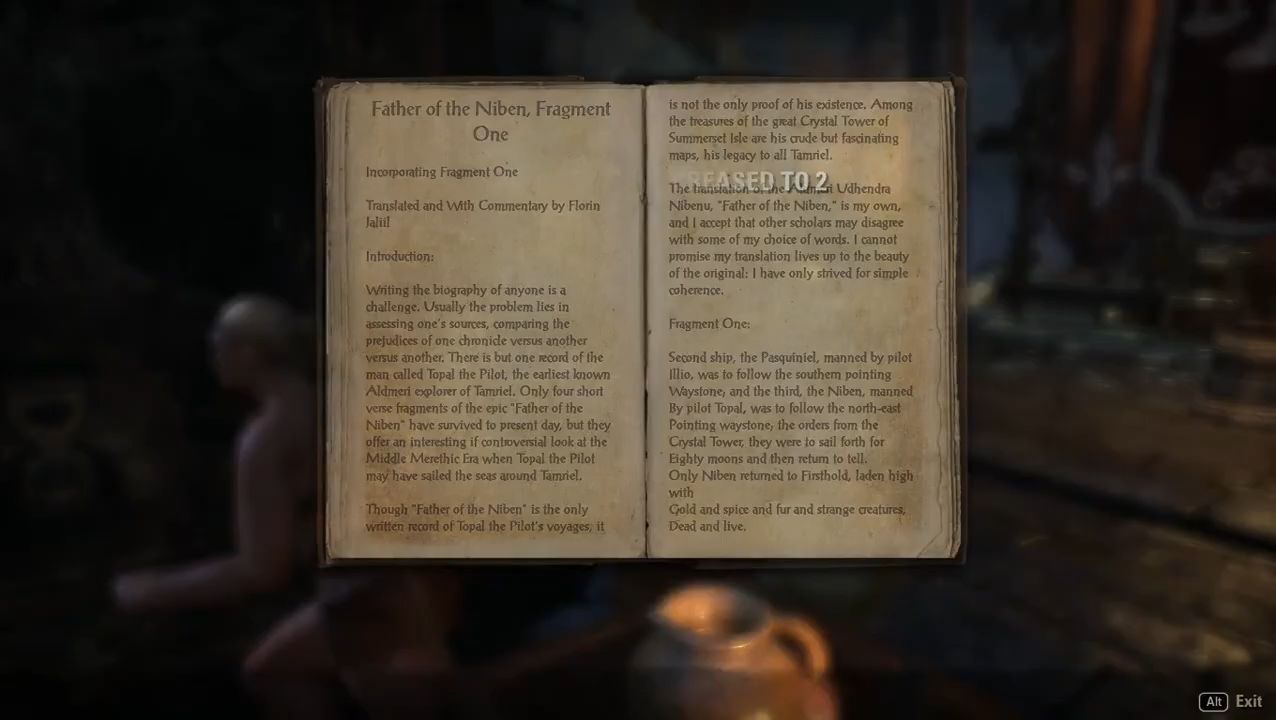 Father of the Niben, Fragment
One
Incorporating Fragment One
Translated and With Commentary by Florin
Jaliil
Introduction:
Writing the biography of anyone is a
challenge. Usually the problem lies in
assessing one's sources, comparing the
prejudices of one chronicle versus another
versus another. There is but one record of the
man called Topal the Pilot, the earliest known
Aldmeri explorer of Tamriel. Only four short
verse fragments of the epic "Father of the
Niben" have survived to present day, but they
offer an interesting if controversial look at the
Middle Merethic Era when Topal the Pilot
may have sailed the seas around Tamriel.
Though "Father of the Niben" is the only
written record of Topal the Pilot's voyages, it
is not the only proof of his existence. Among
the treasures of the great Crystal Tower of
Summerset Isle are his crude but fascinating
maps, his legacy to all Tamriel.
EASED TO 2
The translation of the Aldmeri Udhendra
Nibenu, "Father of the Niben," is my own,
and I accept that other scholars may disagree
with some of my choice of words. I cannot
promise my translation lives up to the beauty
of the original: I have only strived for simple
coherence.
Fragment One:
Second ship, the Pasquiniel, manned by pilot
Illio, was to follow the southern pointing
Waystone; and the third, the Niben, manned
By pilot Topal, was to follow the north-east
Pointing waystone, the orders from the
Crystal Tower, they were to sail forth for
Eighty moons and then return to tell.
Only Niben returned to Firsthold, laden high
with
Gold and spice and fur and strange creatures,
Dead and live.
Alt Exit